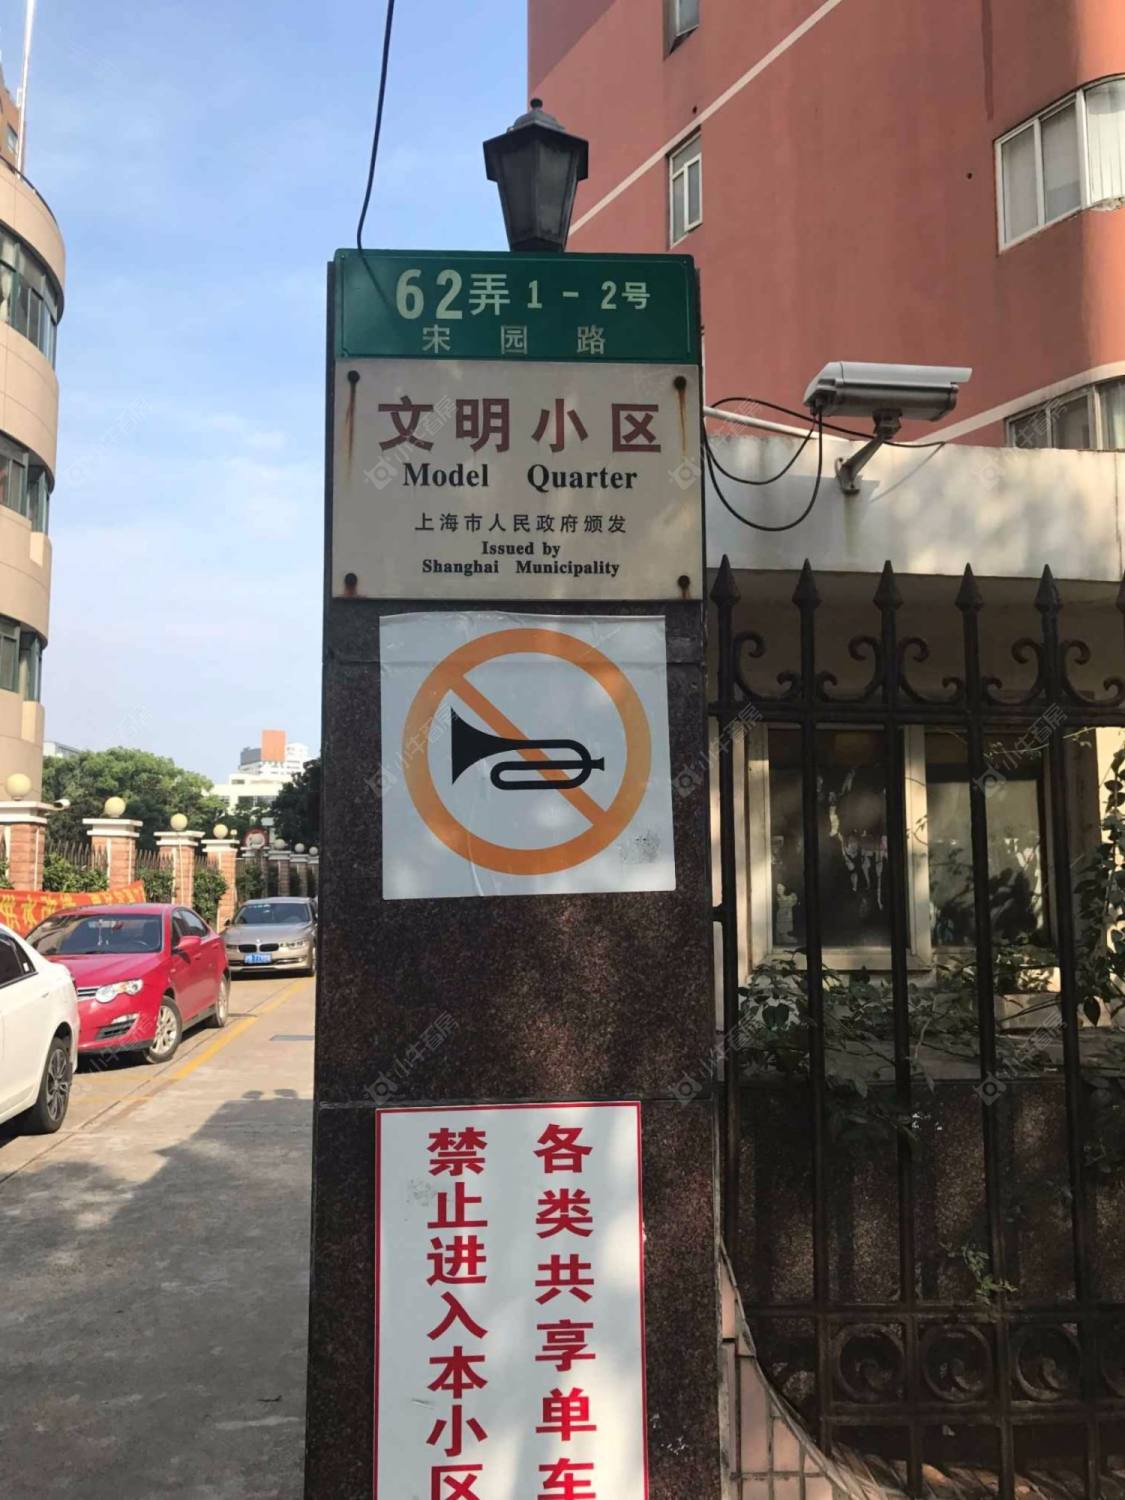 62弄 1 - 2号
宋园路
文明小区
Model Quarter
上海市人民政府颁发
Issued by
Shanghai Municipality
各类共享单车
禁止进入本小区